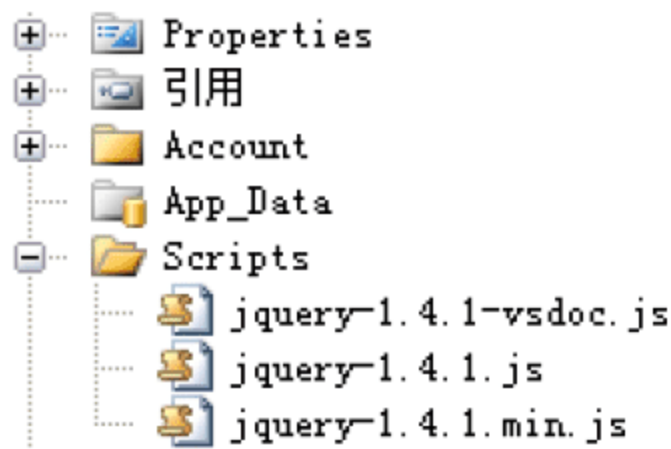 Properties
引用
Account
App_Data
Scripts
jquery-1.4.1-vsdoc.js
jquery-1.4.1.js
jquery-1.4.1.min.js